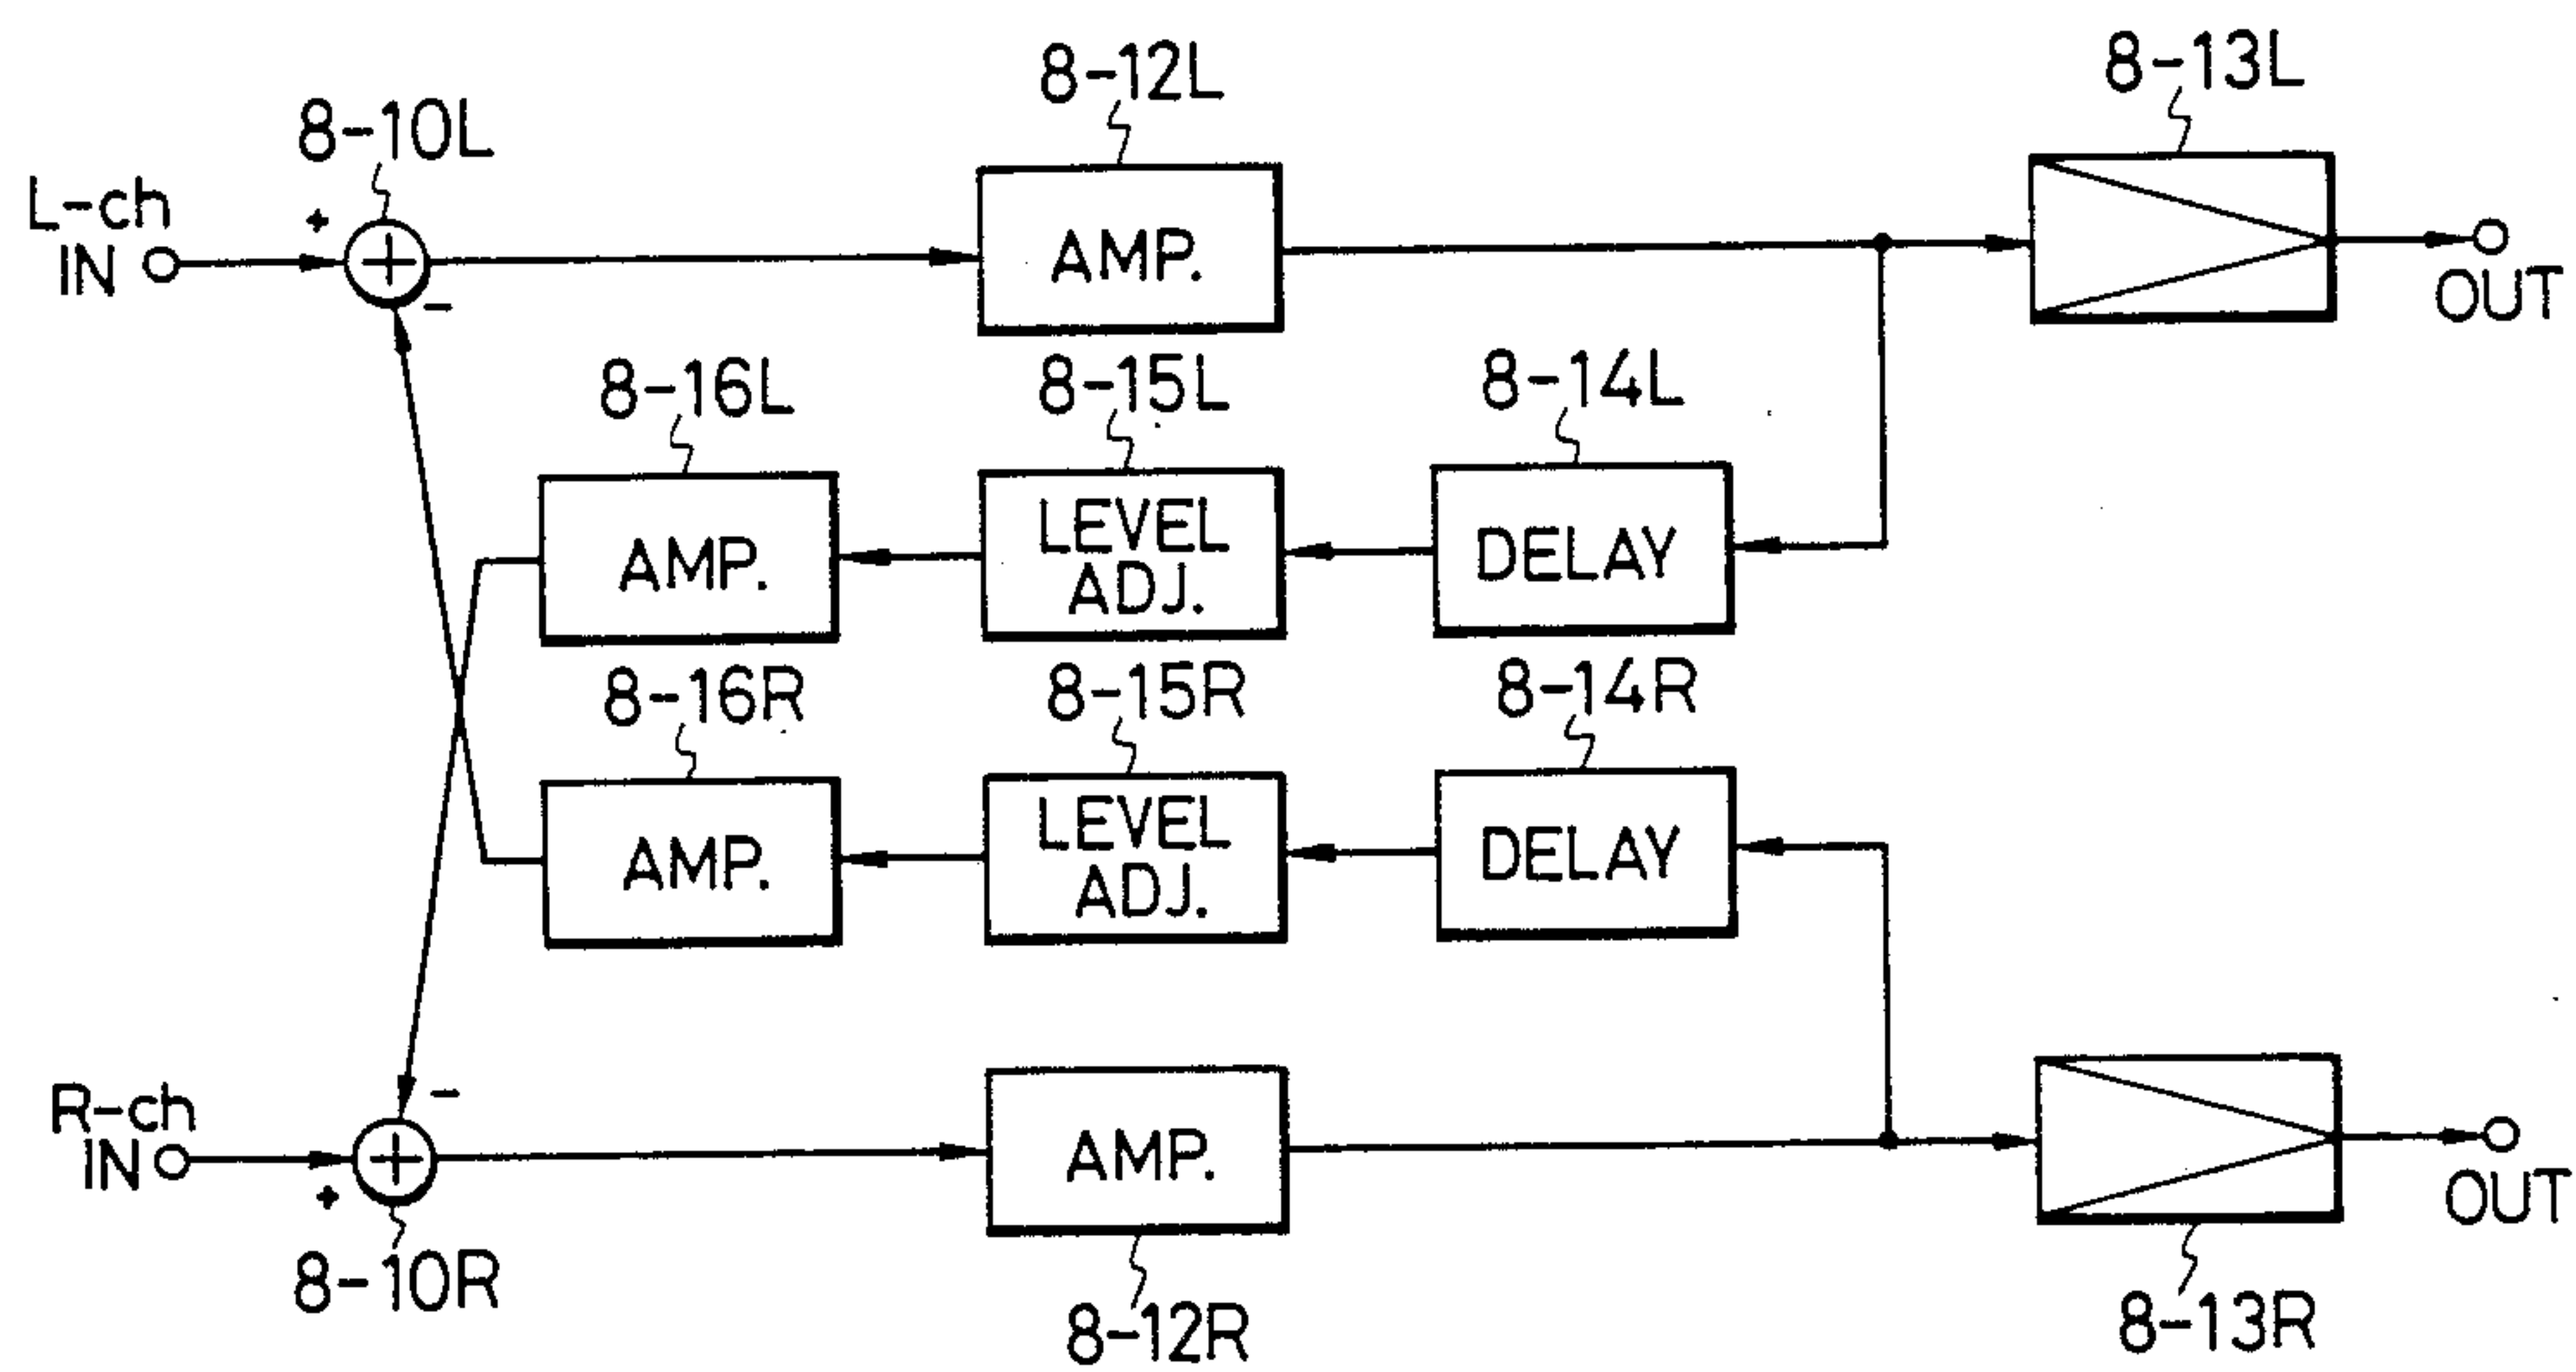 8-13L
8-12L
8-10L
L-ch
IN
+
-
AMP.
OUT
8-16L
8-15L
8-14L
AMP.
LEVEL
ADJ.
DELAY
8-16R
8-15R
8-14R
AMP.
LEVEL
ADJ.
DELAY
R-ch
IN
-
+
AMP.
OUT
8-10R
8-12R
8-13R